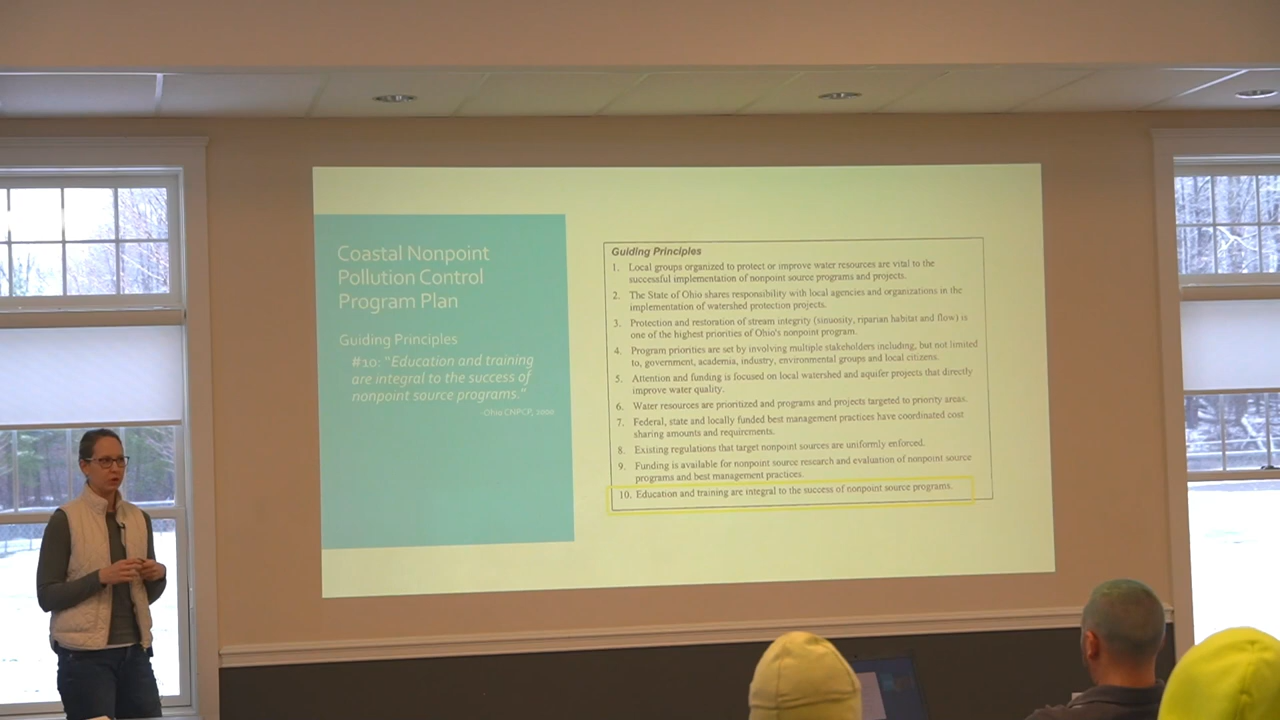 Coastal Nonpoint
Pollution Control
Program Plan
Guiding Principles
#10: "Education and training
are integral to the success of
nonpoint source programs."
-Ohio CNPCP, 2000
Guiding Principles
1. Local groups organized to protect or improve water resources are vital to the
successful implementation of nonpoint source programs and projects.
2. The State of Ohio shares responsibility with local agencies and organizations in the
implementation of watershed protection projects.
3. Protection and restoration of stream integrity (sinuosity, riparian habitat and flow) is
one of the highest priorities of Ohio's nonpoint program.
4. Program priorities are set by involving multiple stakeholders including, but not limited
to, government, academia, industry, environmental groups and local citizens.
5. Attention and funding is focused on local watershed and aquifer projects that directly
improve water quality.
6. Water resources are prioritized and programs and projects targeted to priority areas.
7. Federal, state and locally funded best management practices have coordinated cost
sharing amounts and requirements.
8. Existing regulations that target nonpoint sources are uniformly enforced.
9. Funding is available for nonpoint source research and evaluation of nonpoint source
programs and best management practices.
10. Education and training are integral to the success of nonpoint source programs.